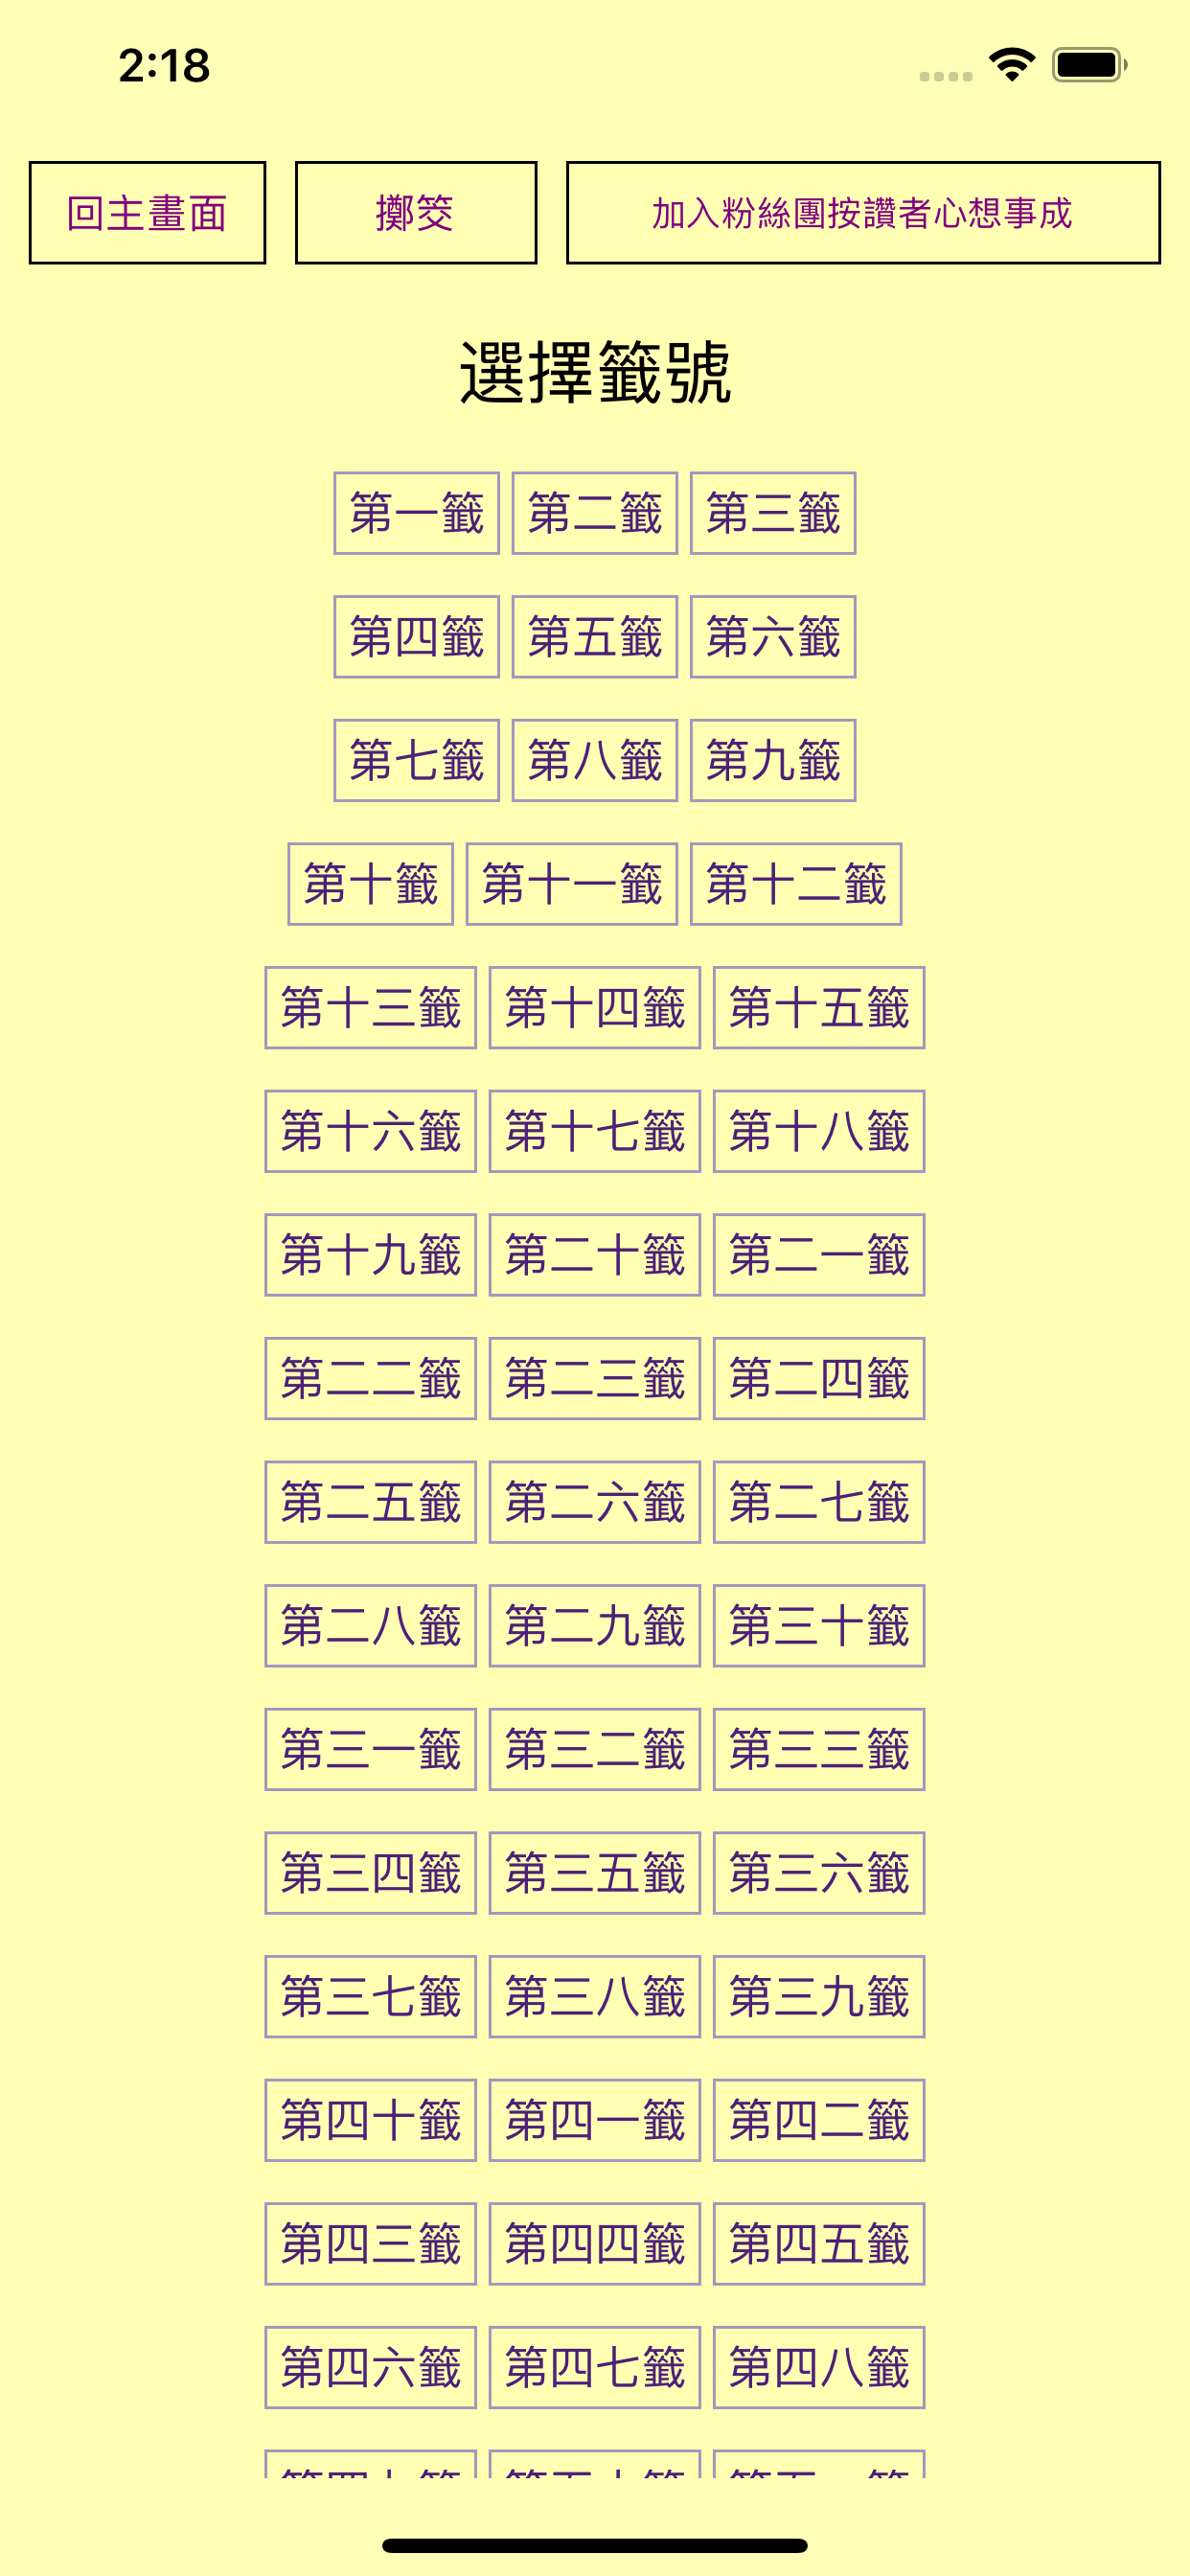 2:18
回主畫面 擲筊 加入粉絲團按讚者心想事成
選擇籤號
第一籤 第二籤 第三籤
第四籤 第五籤 第六籤
第七籤 第八籤 第九籤
第十籤 第十一籤 第十二籤
第十三籤 第十四籤 第十五籤
第十六籤 第十七籤 第十八籤
第十九籤 第二十籤 第二一籤
第二二籤 第二三籤 第二四籤
第二五籤 第二六籤 第二七籤
第二八籤 第二九籤 第三十籤
第三一籤 第三二籤 第三三籤
第三四籤 第三五籤 第三六籤
第三七籤 第三八籤 第三九籤
第四十籤 第四一籤 第四二籤
第四三籤 第四四籤 第四五籤
第四六籤 第四七籤 第四八籤